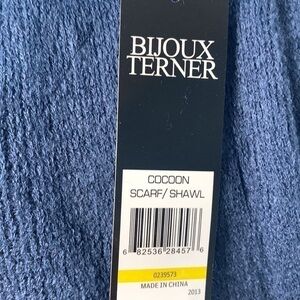 BIJOUX
TERNER
COCOON
SCARF/ SHAWL
6 82536 28457 6
0239573
MADE IN CHINA
2013